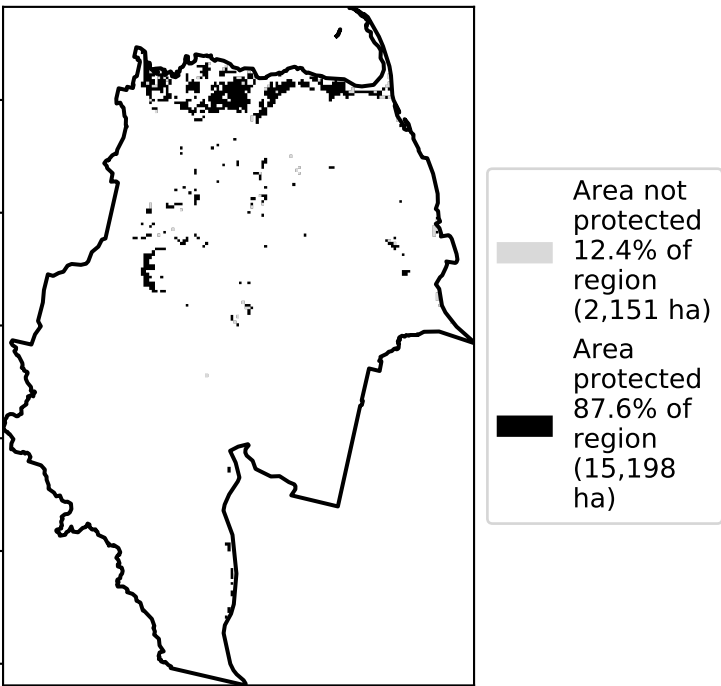 Area not
protected
12.4% of
region
(2,151 ha)
Area
protected
87.6% of
region
(15,198
ha)